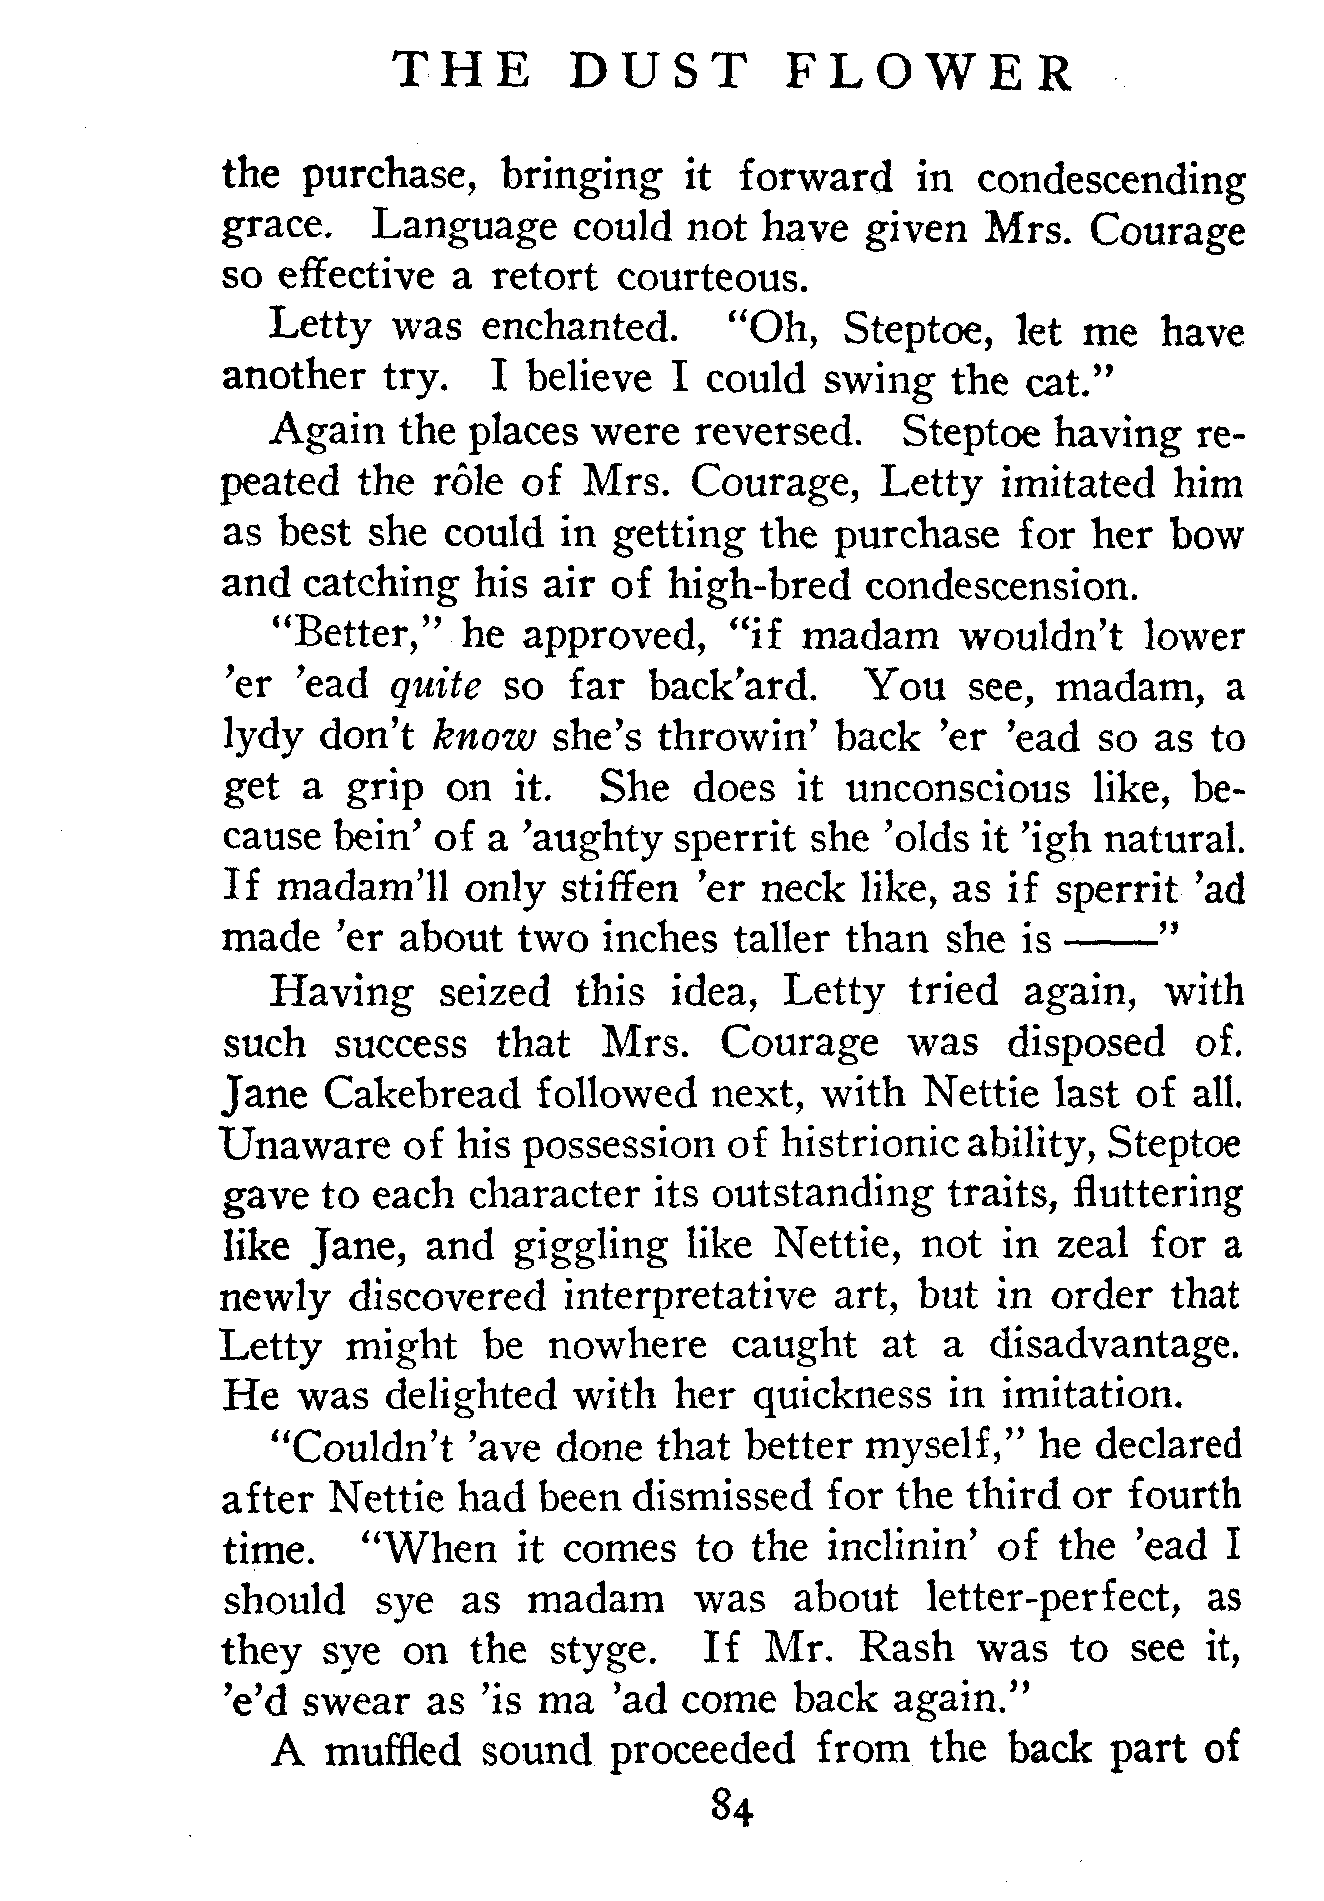 THE DUST FLOWER
the purchase, bringing it forward in condescending
grace. Language could not have given Mrs. Courage
so effective a retort courteous.
Letty was enchanted. “Oh, Steptoe, let me have
another try. I believe I could swing the cat.”
Again the places were reversed. Steptoe having re-
peated the rôle of Mrs. Courage, Letty imitated him
as best she could in getting the purchase for her bow
and catching his air of high-bred condescension.
“Better,” he approved, “if madam wouldn’t lower
’er ’ead quite so far back’ard. You see, madam, a
lydy don’t know she’s throwin’ back ’er ’ead so as to
get a grip on it. She does it unconscious like, be-
cause bein’ of a ’aughty sperrit she ’olds it ’igh natural.
If madam’ll only stiffen ’er neck like, as if sperrit ’ad
made ’er about two inches taller than she is ——”
Having seized this idea, Letty tried again, with
such success that Mrs. Courage was disposed of.
Jane Cakebread followed next, with Nettie last of all.
Unaware of his possession of histrionic ability, Steptoe
gave to each character its outstanding traits, fluttering
like Jane, and giggling like Nettie, not in zeal for a
newly discovered interpretative art, but in order that
Letty might be nowhere caught at a disadvantage.
He was delighted with her quickness in imitation.
“Couldn’t ’ave done that better myself,” he declared
after Nettie had been dismissed for the third or fourth
time. “When it comes to the inclinin’ of the ’ead I
should sye as madam was about letter-perfect, as
they sye on the styge. If Mr. Rash was to see it,
’e’d swear as ’is ma ’ad come back again.”
A muffled sound proceeded from the back part of
84